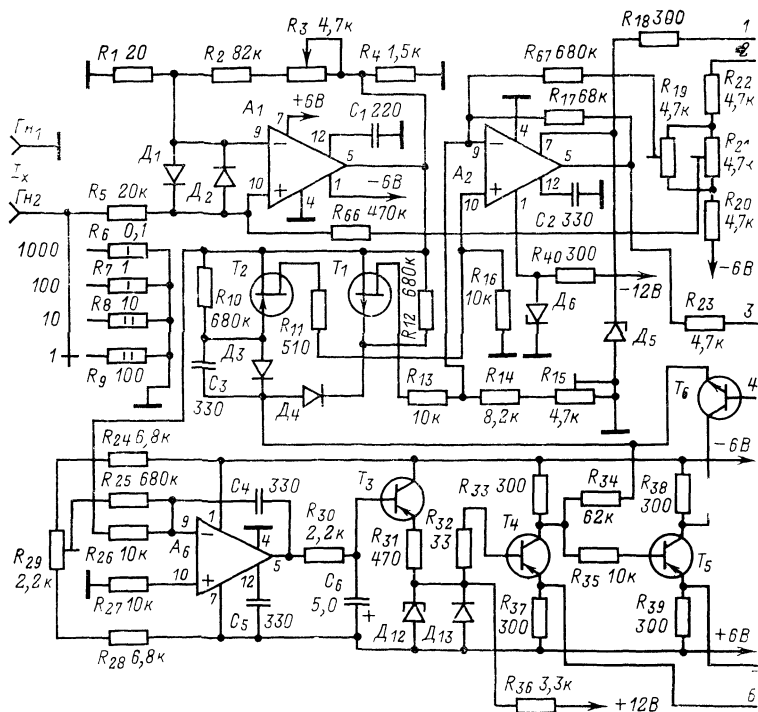 R18 300
1
2
R1 20
R2 82к
R3 4,7к
R4 1,5к
R67 680к
R19 4,7к
R22 4,7к
R17 68к
A1
7
+6В
C1 220
12
9
−
5
1
−6В
10
+
4
Гн1
Iх
Гн2
Д1
Д2
R5 20к
R66 470к
A2
4
7
9
−
5
12
10
+
1
C2 330
R21 4,7к
R20 4,7к
−6В
R6 0,1
1000
R7 1
100
R8 10
10
1
R9 100
T2
T1
R10 680к
R11 510
R12 680к
Д3
C3 330
Д4
R16 10к
R40 300
−12В
Д6
Д5
R23 4,7к
3
R13 10к
R14 8,2к
R15 4,7к
T6
4
R24 6,8к
−6В
R25 680к
C4 330
1
9
−
4
A6
5
10
+
12
7
R26 10к
R27 10к
R29 2,2к
R28 6,8к
C5 330
R30 2,2к
C6 5,0
+
T3
R31 470
R32 33
R33 300
T4
R34 62к
R35 10к
R38 300
T5
R37 300
R39 300
Д12
Д13
+6В
R36 3,3к
+12В
6